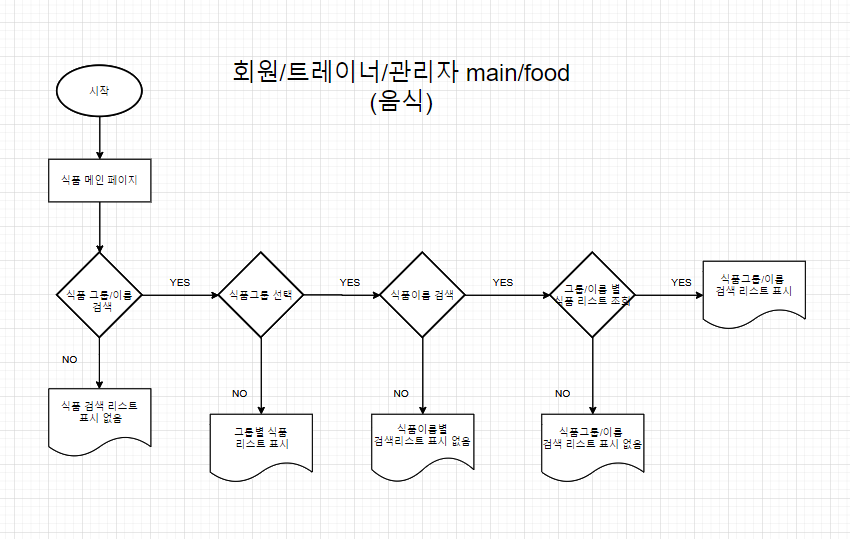 회원/트레이너/관리자 main/food
(음식)
시작
식품 메인 페이지
식품 그룹/이름
검색
YES
식품그룹 선택
YES
식품이름 검색
YES
그룹/이름 별
식품 리스트 조회
YES
식품그룹/이름
검색 리스트 표시
NO
식품 검색 리스트
표시 없음
NO
그룹별 식품
리스트 표시
NO
식품이름별
검색리스트 표시 없음
NO
식품그룹/이름
검색 리스트 표시 없음